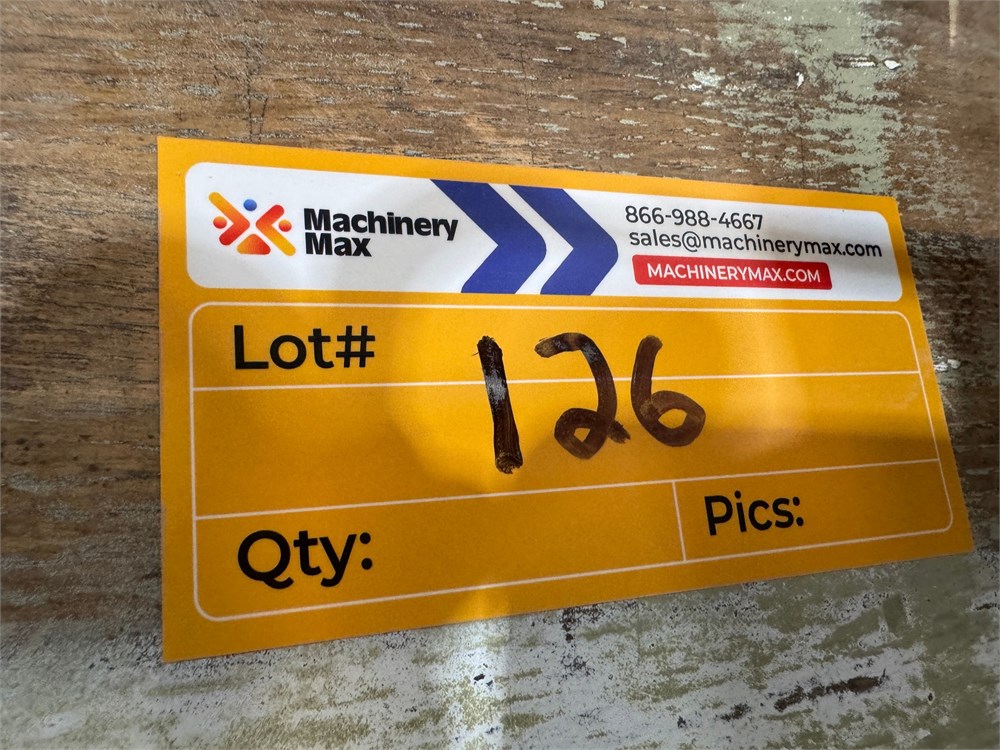 Machinery
Max
866-988-4667
sales@machinerymax.com
MACHINERYMAX.COM
Lot#
126
Qty:
Pics: